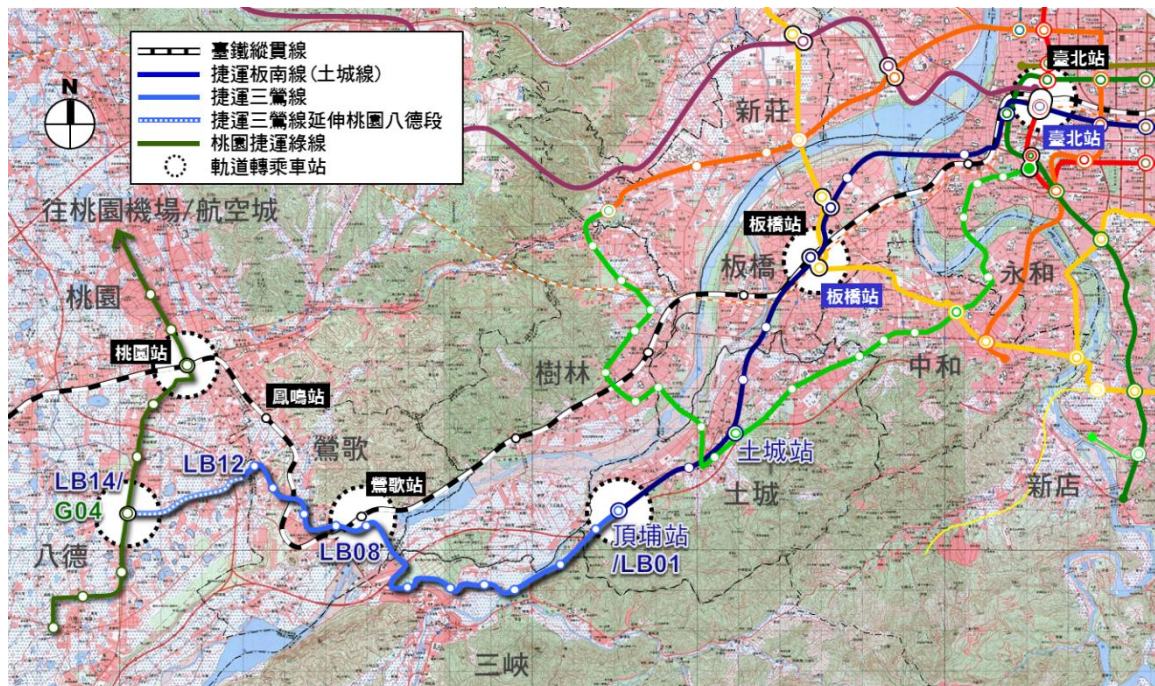 臺鐵縱貫線
捷運板南線(土城線)
捷運三鶯線
捷運三鶯線延伸桃園八德段
桃園捷運綠線
軌道轉乘車站
N
往桃園機場/航空城
新莊
臺北站
臺北站
板橋站
板橋
板橋站
永和
桃園
桃園站
樹林
中和
鳳鳴站
鶯歌
LB12
LB14/
G04
鶯歌站
土城站
土城
新店
LB08
頂埔站
/LB01
八德
三峽